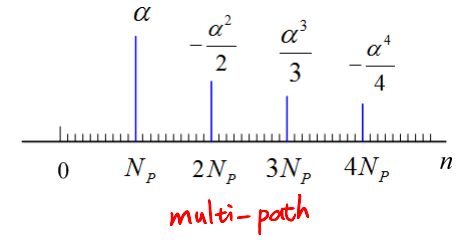 α -α²/2 α³/3 -α⁴/4
0 N_P 2N_P 3N_P 4N_P n
multi-path